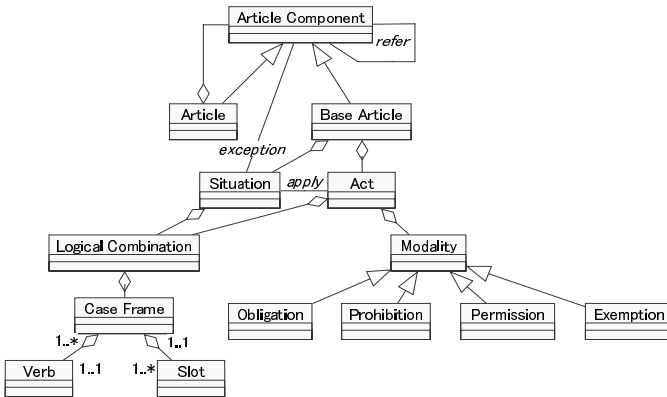 Article Component
refer
Article
Base Article
exception
Situation
apply
Act
Logical Combination
Modality
Case Frame
Obligation
Prohibition
Permission
Exemption
1..*
1..1
Verb
1..1
1..*
Slot